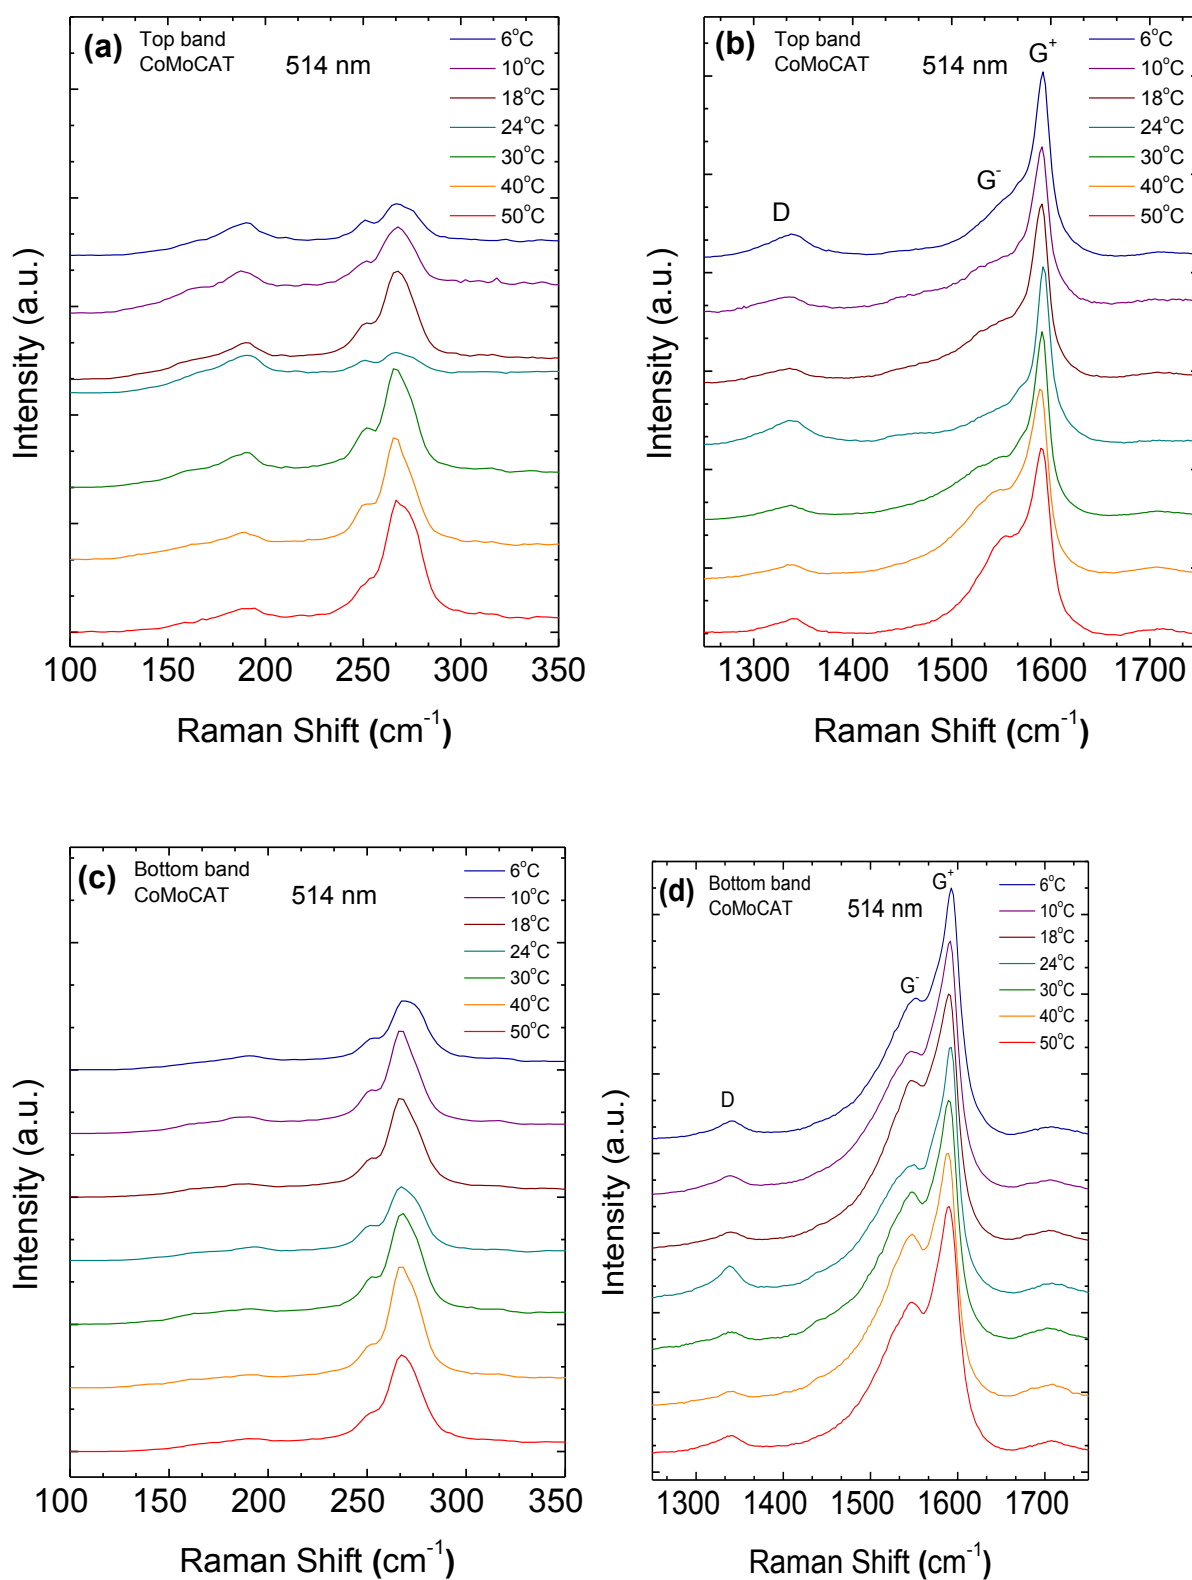 (a)
Top band
CoMoCAT
514 nm
6°C
10°C
18°C
24°C
30°C
40°C
50°C
Intensity (a.u.)
100 150 200 250 300 350
Raman Shift (cm⁻¹)
(b)
Top band
CoMoCAT
514 nm
G⁺
G⁻
D
6°C
10°C
18°C
24°C
30°C
40°C
50°C
Intensity (a.u.)
1300 1400 1500 1600 1700
Raman Shift (cm⁻¹)
(c)
Bottom band
CoMoCAT
514 nm
6°C
10°C
18°C
24°C
30°C
40°C
50°C
Intensity (a.u.)
100 150 200 250 300 350
Raman Shift (cm⁻¹)
(d)
Bottom band
CoMoCAT
514 nm
G⁺
G⁻
D
6°C
10°C
18°C
24°C
30°C
40°C
50°C
Intensity (a.u.)
1300 1400 1500 1600 1700
Raman Shift (cm⁻¹)